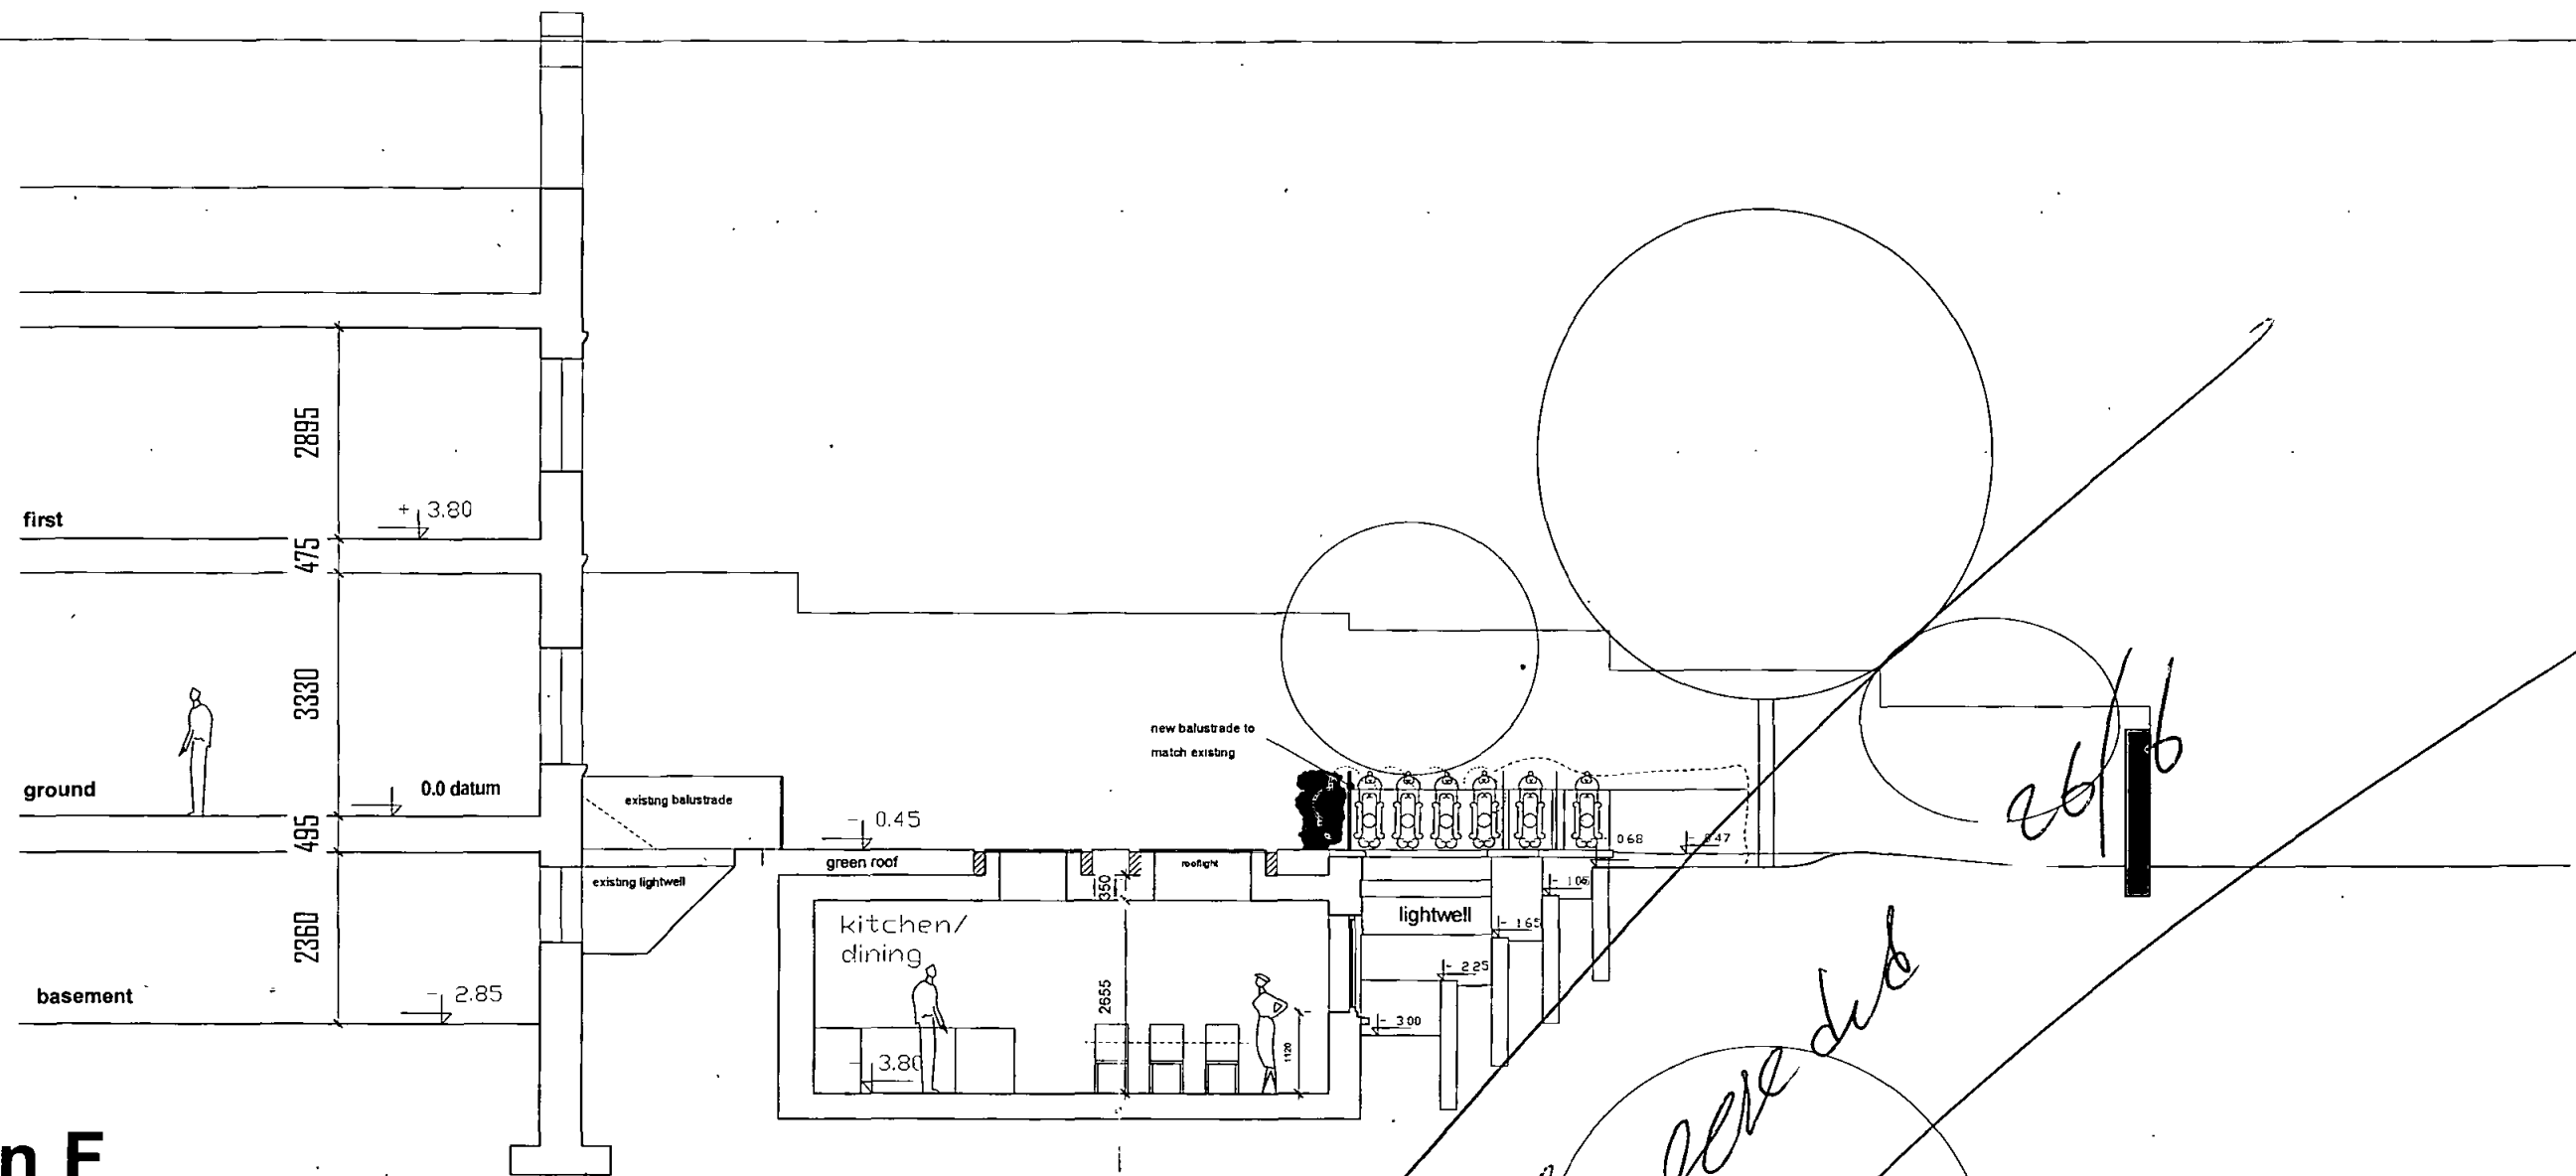 2895
+ 3.80
first
475
3330
new balustrade to
match existing
26/6
ground
0.0 datum
existing balustrade
- 0.45
495
0.68
- 0.47
green roof
rooflight
existing lightwell
350
- 1.05
lightwell
- 1.65
kitchen/
dining
2360
- 2.25
basement
- 2.85
2655
- 3.00
1120
- 3.80
n F